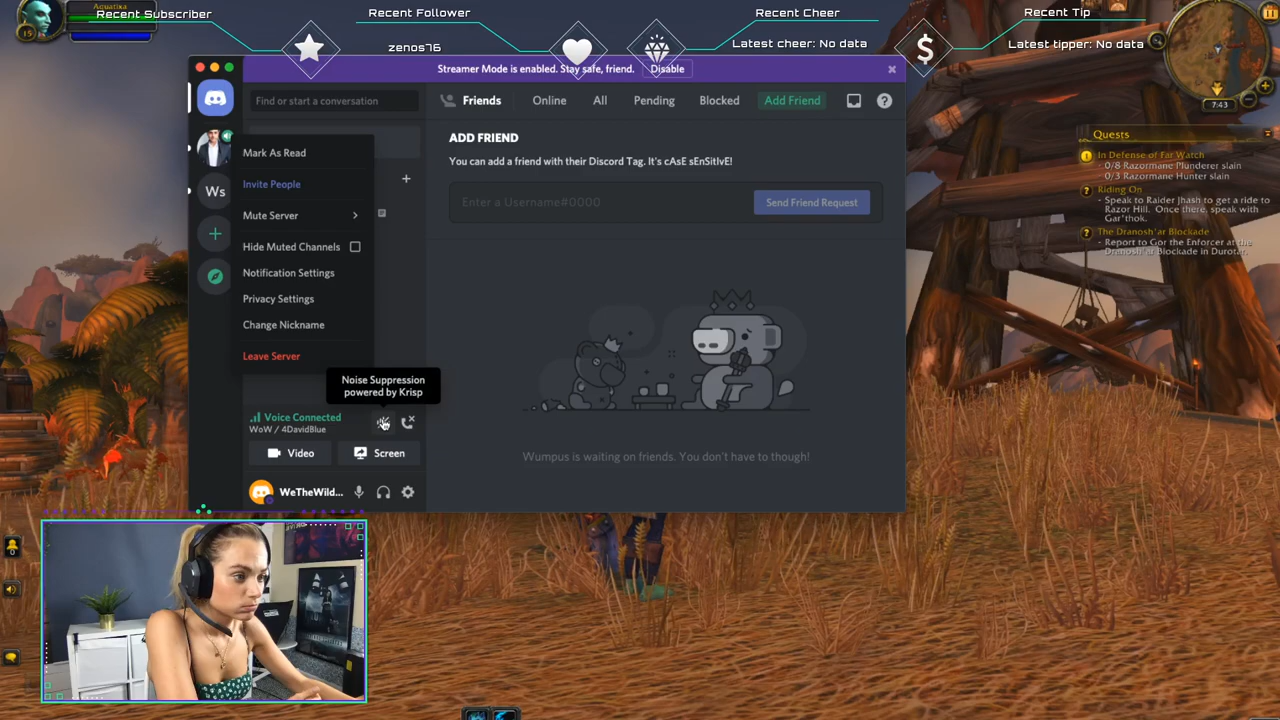 Aquatixa
15
Recent Subscriber
Recent Follower
zenos76
Recent Cheer
Latest cheer: No data
Recent Tip
Latest tipper: No data
7:43
Streamer Mode is enabled. Stay safe, friend.
Disable
Find or start a conversation
Friends
Online
All
Pending
Blocked
Add Friend
Ws
Mark As Read
Invite People
Mute Server
Hide Muted Channels
Notification Settings
Privacy Settings
Change Nickname
Leave Server
ADD FRIEND
You can add a friend with their Discord Tag. It's cAsE sEnSitIvE!
Enter a Username#0000
Send Friend Request
Wumpus is waiting on friends. You don't have to though!
Noise Suppression
powered by Krisp
Voice Connected
WoW / 4DavidBlue
Video
Screen
WeTheWild...
Quests
In Defense of Far Watch
- 0/8 Razormane Plunderer slain
- 0/3 Razormane Hunter slain
Riding On
- Speak to Raider Jhash to get a ride to
Razor Hill. Once there, speak with
Gar'thok.
The Dranosh'ar Blockade
- Report to Gor the Enforcer at the
Dranosh'ar Blockade in Durotar.